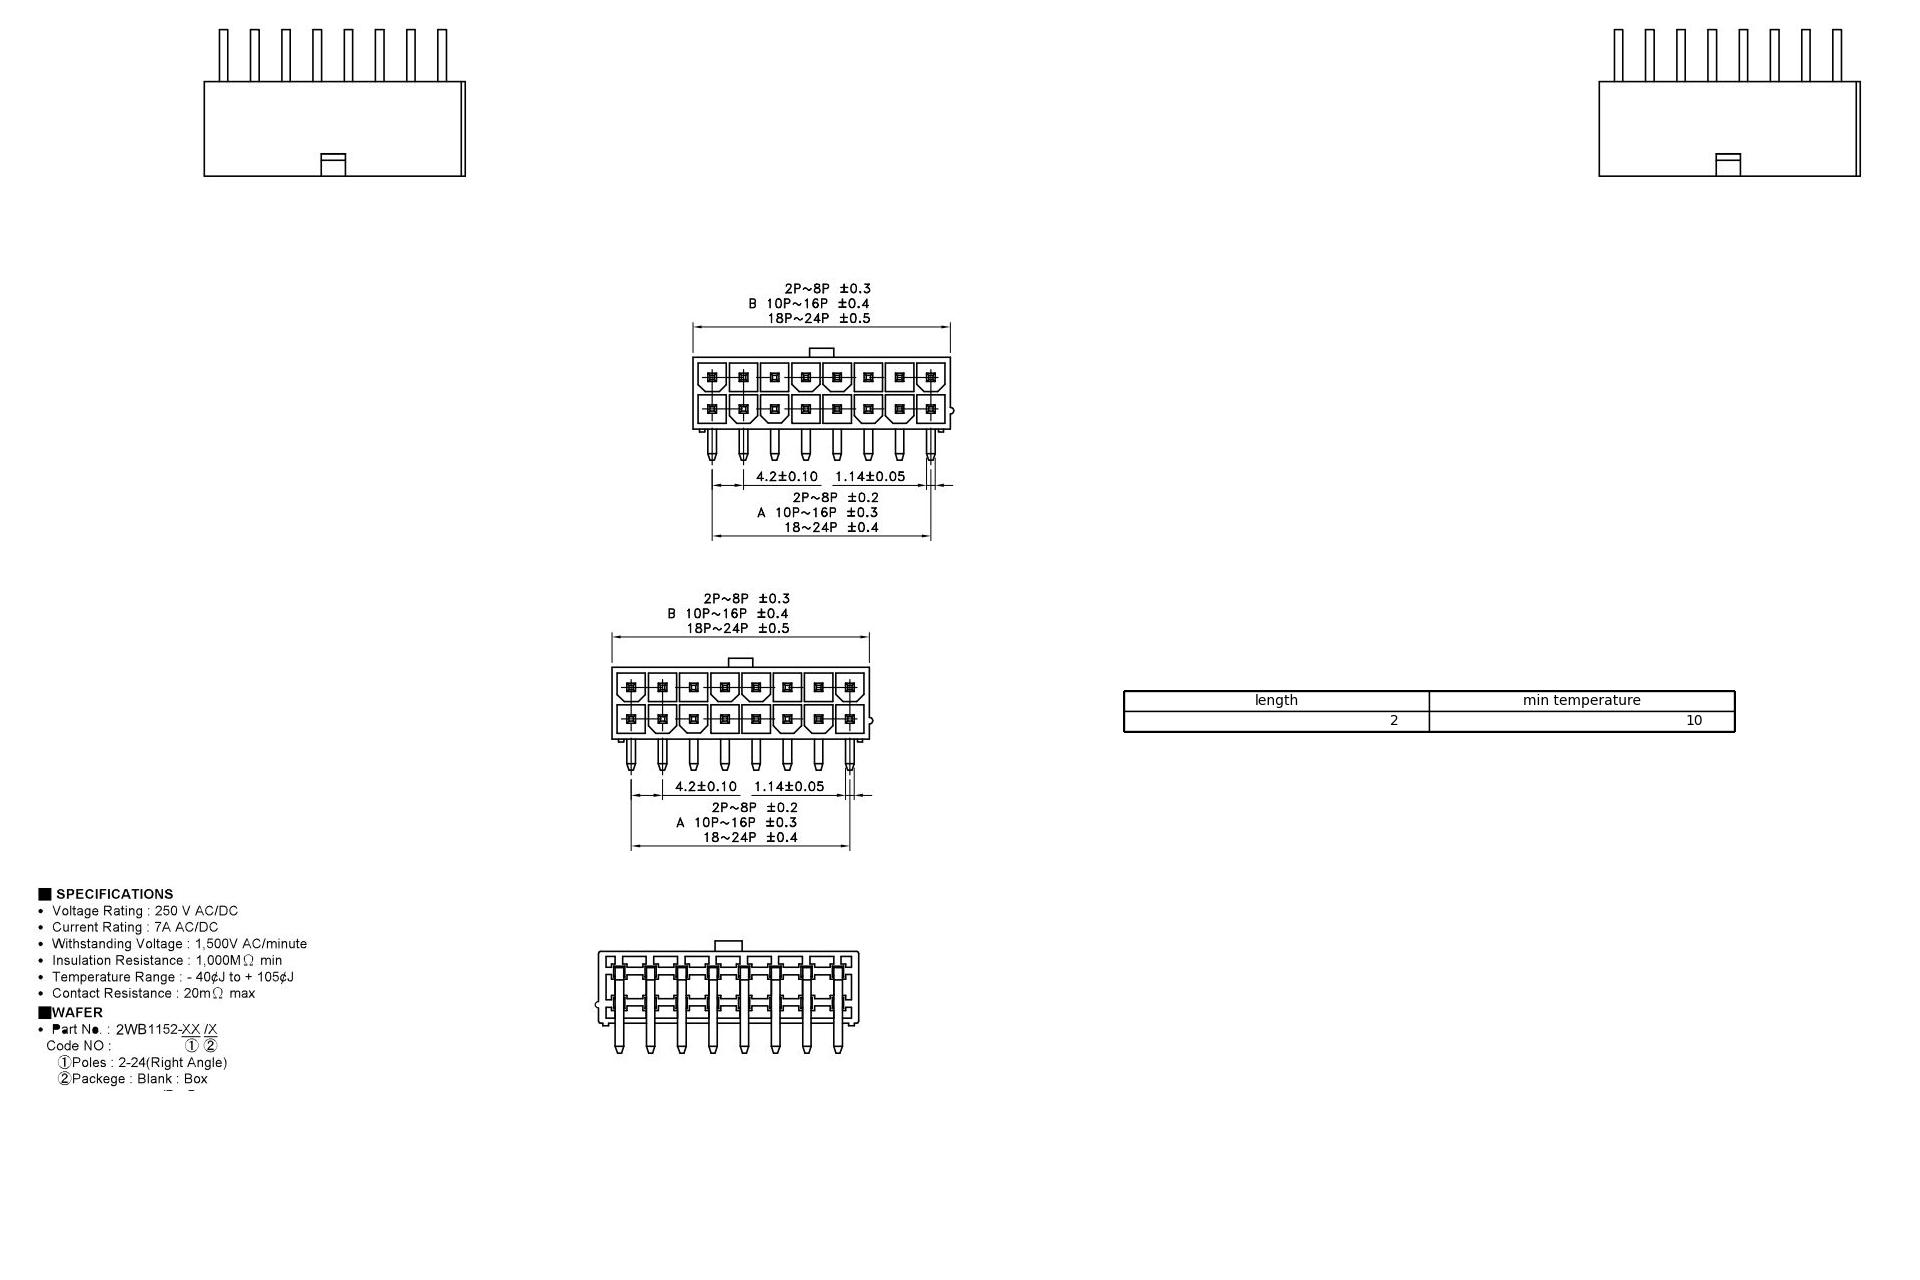 2P~8P ±0.3
B 10P~16P ±0.4
18P~24P ±0.5
4.2±0.10 1.14±0.05
2P~8P ±0.2
A 10P~16P ±0.3
18~24P ±0.4
2P~8P ±0.3
B 10P~16P ±0.4
18P~24P ±0.5
4.2±0.10 1.14±0.05
2P~8P ±0.2
A 10P~16P ±0.3
18~24P ±0.4
length min temperature
2 10
■ SPECIFICATIONS
• Voltage Rating : 250 V AC/DC
• Current Rating : 7A AC/DC
• Withstanding Voltage : 1,500V AC/minute
• Insulation Resistance : 1,000MΩ min
• Temperature Range : - 40¢J to + 105¢J
• Contact Resistance : 20mΩ max
■WAFER
• Part No. : 2WB1152-XX /X
Code NO : ① ②
①Poles : 2-24(Right Angle)
②Packege : Blank : Box